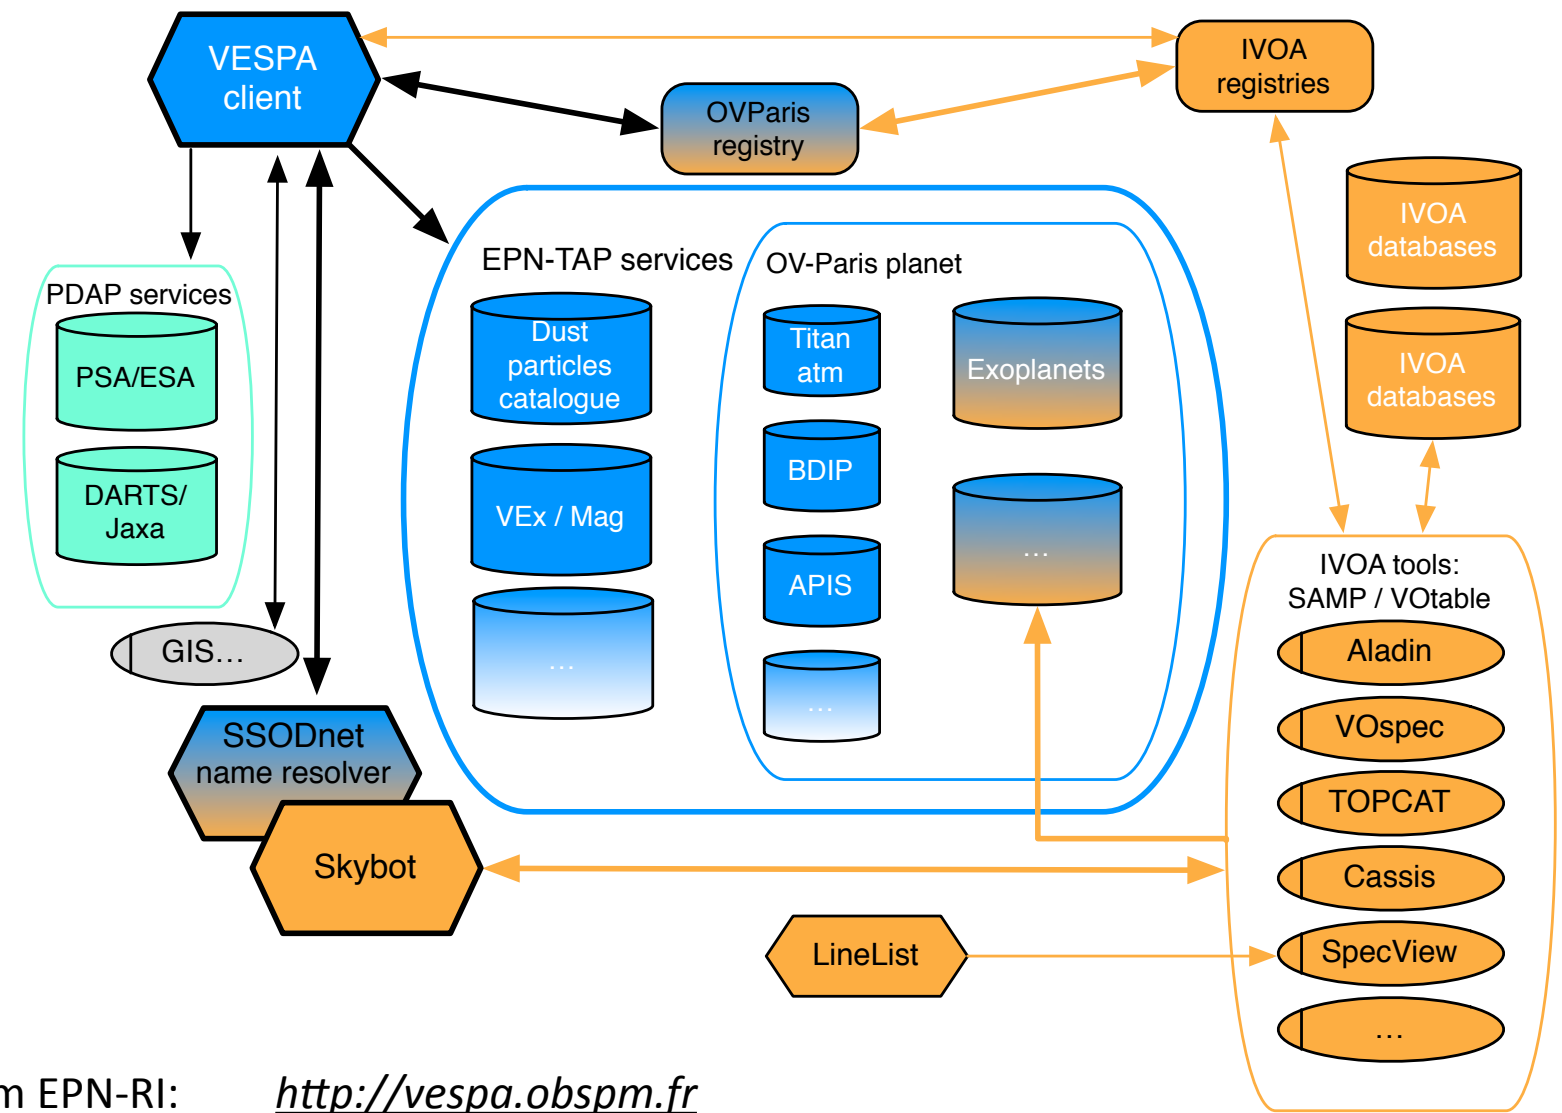 VESPA
client
IVOA
registries
OVParis
registry
IVOA
databases
IVOA
databases
EPN-TAP services
OV-Paris planet
PDAP services
PSA/ESA
DARTS/
Jaxa
Dust
particles
catalogue
VEx / Mag
…
Titan
atm
BDIP
APIS
…
Exoplanets
…
GIS…
SSODnet
name resolver
Skybot
LineList
IVOA tools:
SAMP / VOtable
Aladin
VOspec
TOPCAT
Cassis
SpecView
…
m EPN-RI: http://vespa.obspm.fr